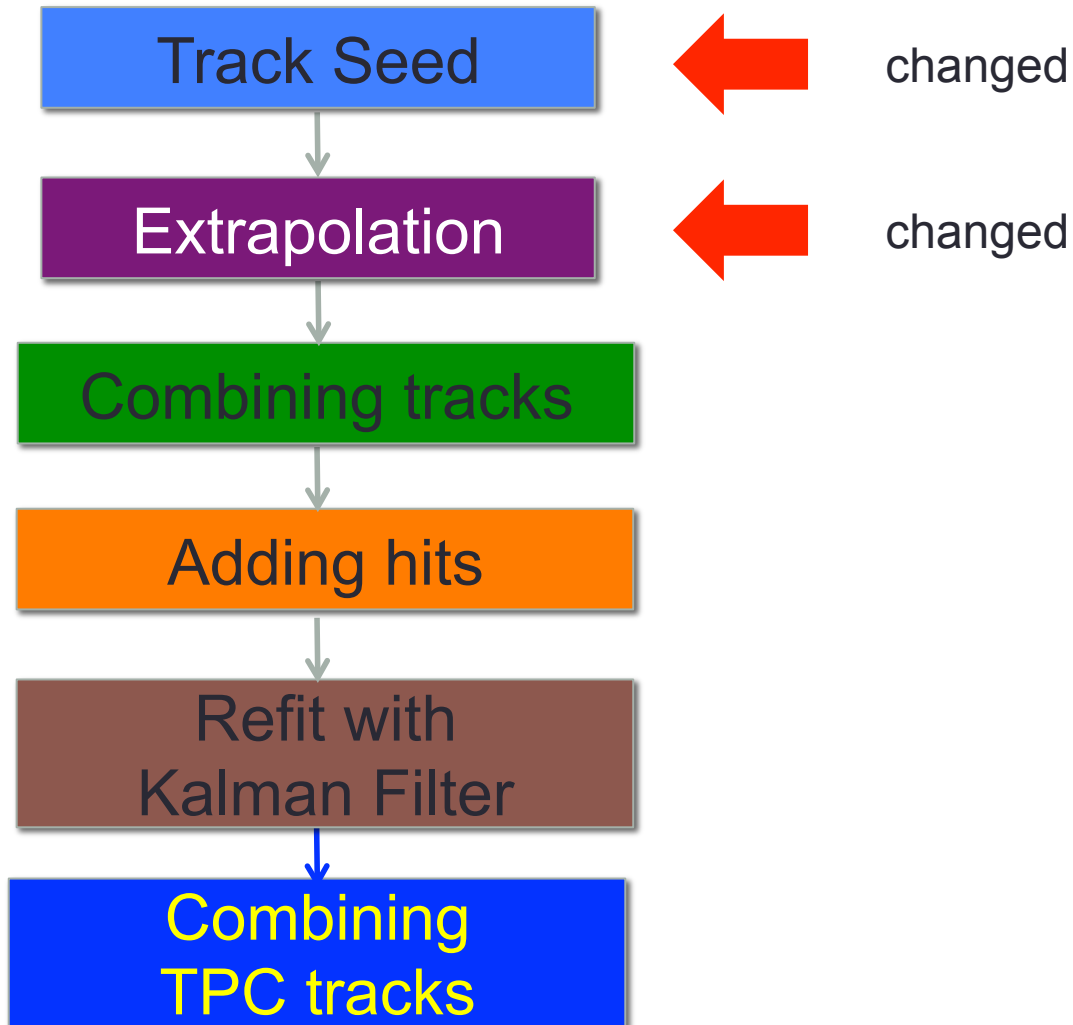 Track Seed
changed
Extrapolation
changed
Combining tracks
Adding hits
Refit with
Kalman Filter
Combining
TPC tracks